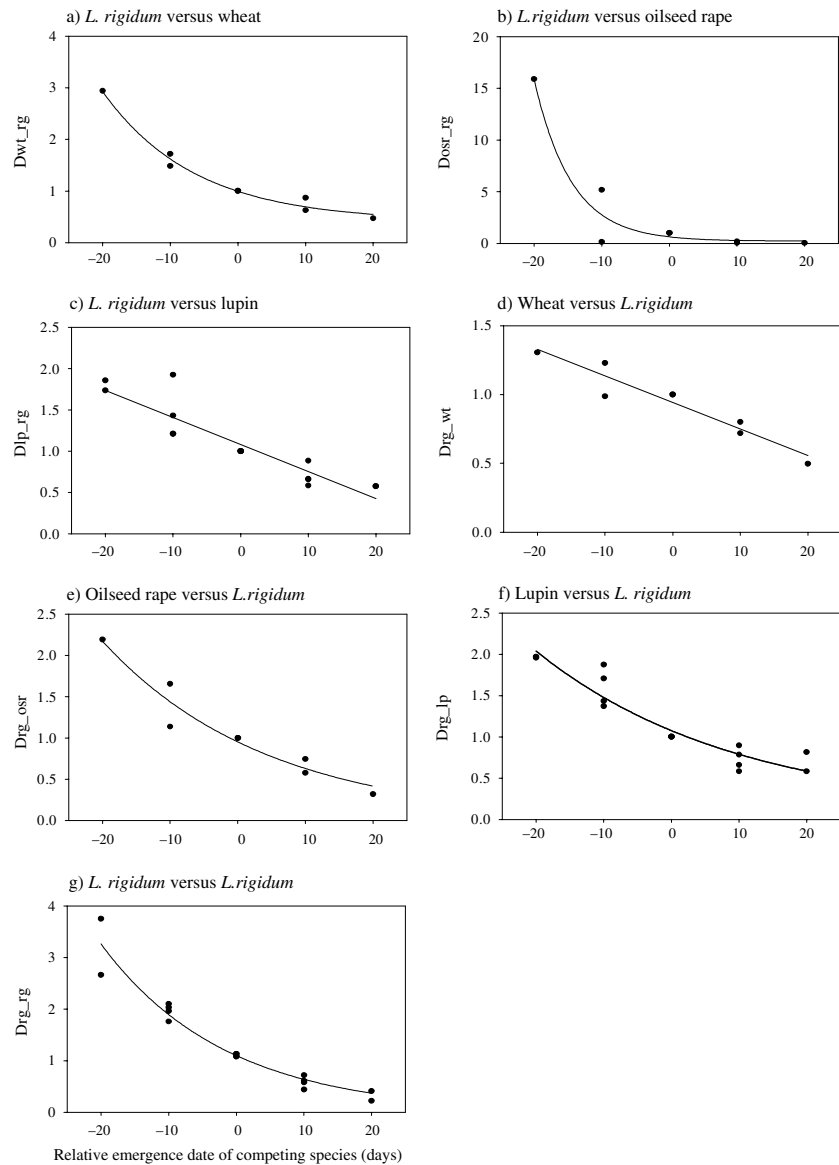 a) L. rigidum versus wheat
4
3
2
1
0
Dwt_rg
–20 –10 0 10 20
b) L.rigidum versus oilseed rape
20
15
10
5
0
Dosr_rg
–20 –10 0 10 20
c) L. rigidum versus lupin
2.5
2.0
1.5
1.0
0.5
0.0
Dlp_rg
–20 –10 0 10 20
d) Wheat versus L.rigidum
1.5
1.0
0.5
0.0
Drg_wt
–20 –10 0 10 20
e) Oilseed rape versus L.rigidum
2.5
2.0
1.5
1.0
0.5
0.0
Drg_osr
–20 –10 0 10 20
f) Lupin versus L. rigidum
2.5
2.0
1.5
1.0
0.5
0.0
Drg_lp
–20 –10 0 10 20
g) L. rigidum versus L.rigidum
4
3
2
1
0
Drg_rg
–20 –10 0 10 20
Relative emergence date of competing species (days)